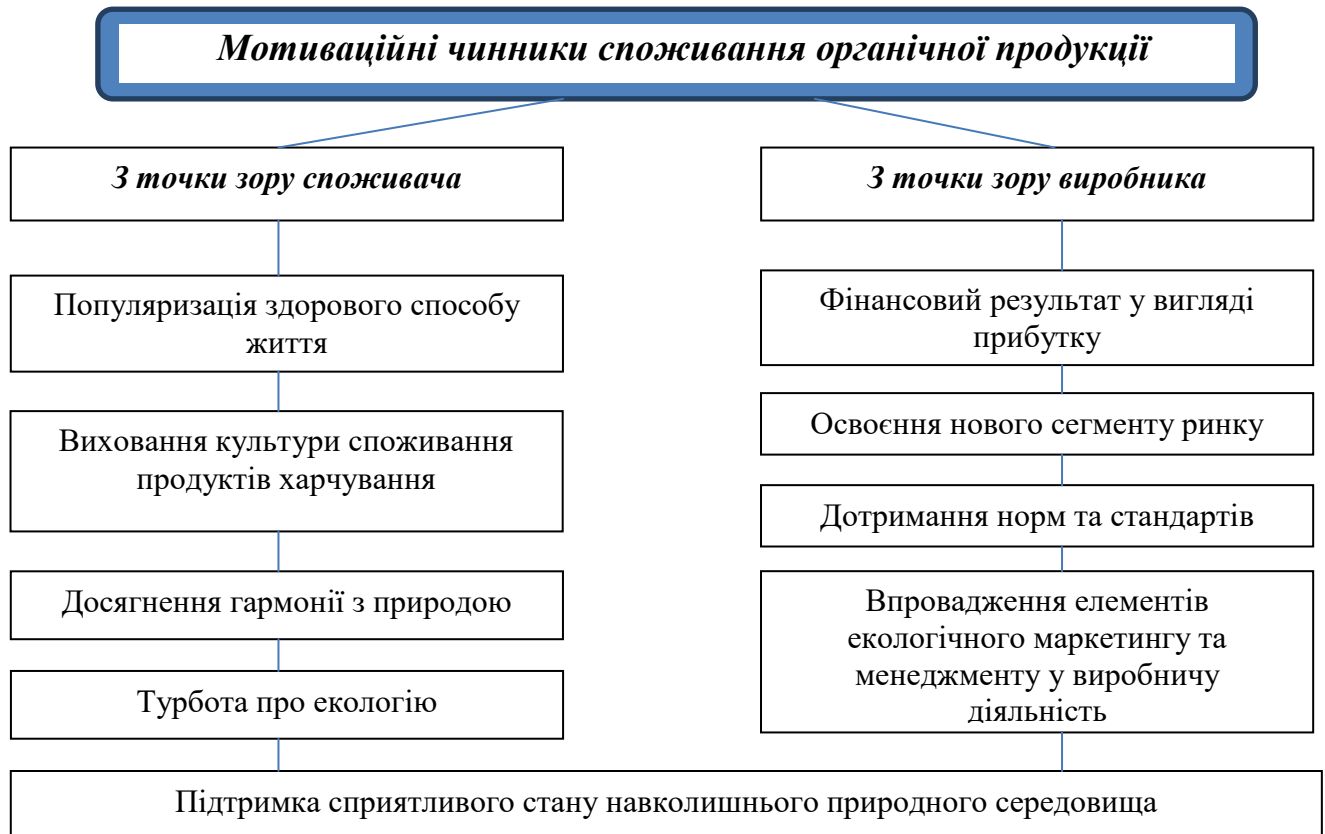 Мотиваційні чинники споживання органічної продукції
З точки зору споживача
Популяризація здорового способу
життя
Виховання культури споживання
продуктів харчування
Досягнення гармонії з природою
Турбота про екологію
З точки зору виробника
Фінансовий результат у вигляді
прибутку
Освоєння нового сегменту ринку
Дотримання норм та стандартів
Впровадження елементів
екологічного маркетингу та
менеджменту у виробничу
діяльність
Підтримка сприятливого стану навколишнього природного середовища